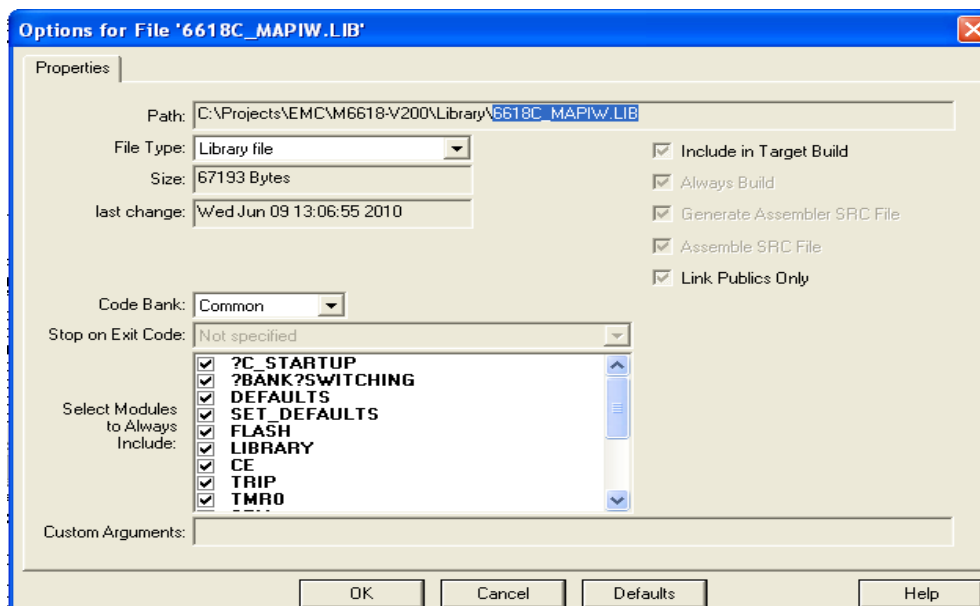 Options for File '6618C_MAPIW.LIB'
Properties
Path: C:\Projects\EMC\M6618-V200\Library\6618C_MAPIW.LIB
File Type: Library file
Include in Target Build
Size: 67193 Bytes
Always Build
last change: Wed Jun 09 13:06:55 2010
Generate Assembler SRC File
Assemble SRC File
Link Publics Only
Code Bank: Common
Stop on Exit Code: Not specified
Select Modules
to Always
Include:
?C_STARTUP
?BANK?SWITCHING
DEFAULTS
SET_DEFAULTS
FLASH
LIBRARY
CE
TRIP
TMR0
Custom Arguments:
OK
Cancel
Defaults
Help